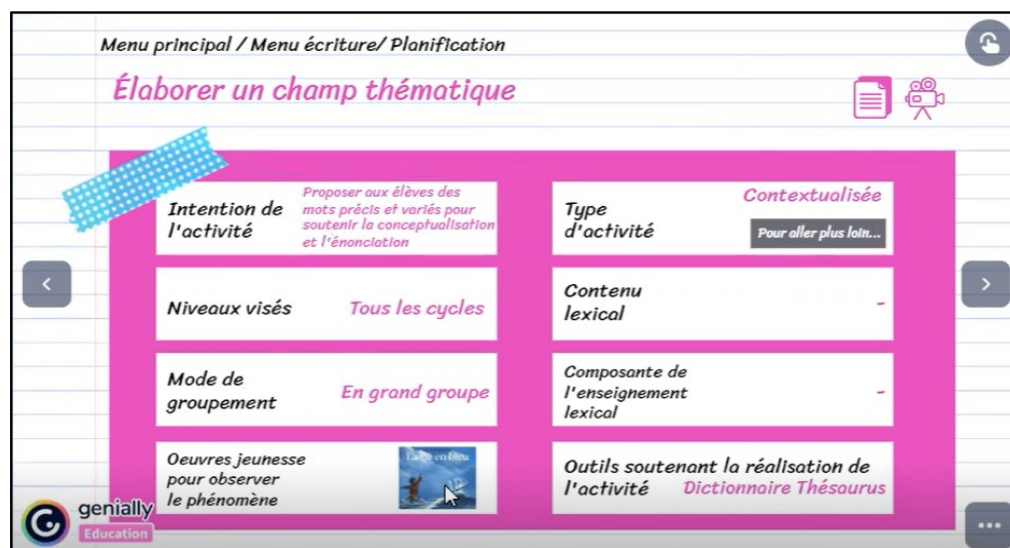 Menu principal / Menu écriture/ Planification
Élaborer un champ thématique
Intention de
l'activité
Proposer aux élèves des
mots précis et variés pour
soutenir la conceptualisation
et l'énonciation
Type
d'activité
Contextualisée
Pour aller plus loin...
Niveaux visés
Tous les cycles
Contenu
lexical
-
Mode de
groupement
En grand groupe
Composante de
l'enseignement
lexical
-
Oeuvres jeunesse
pour observer
le phénomène
en bleu
Outils soutenant la réalisation de
l'activité Dictionnaire Thésaurus
genially
Education